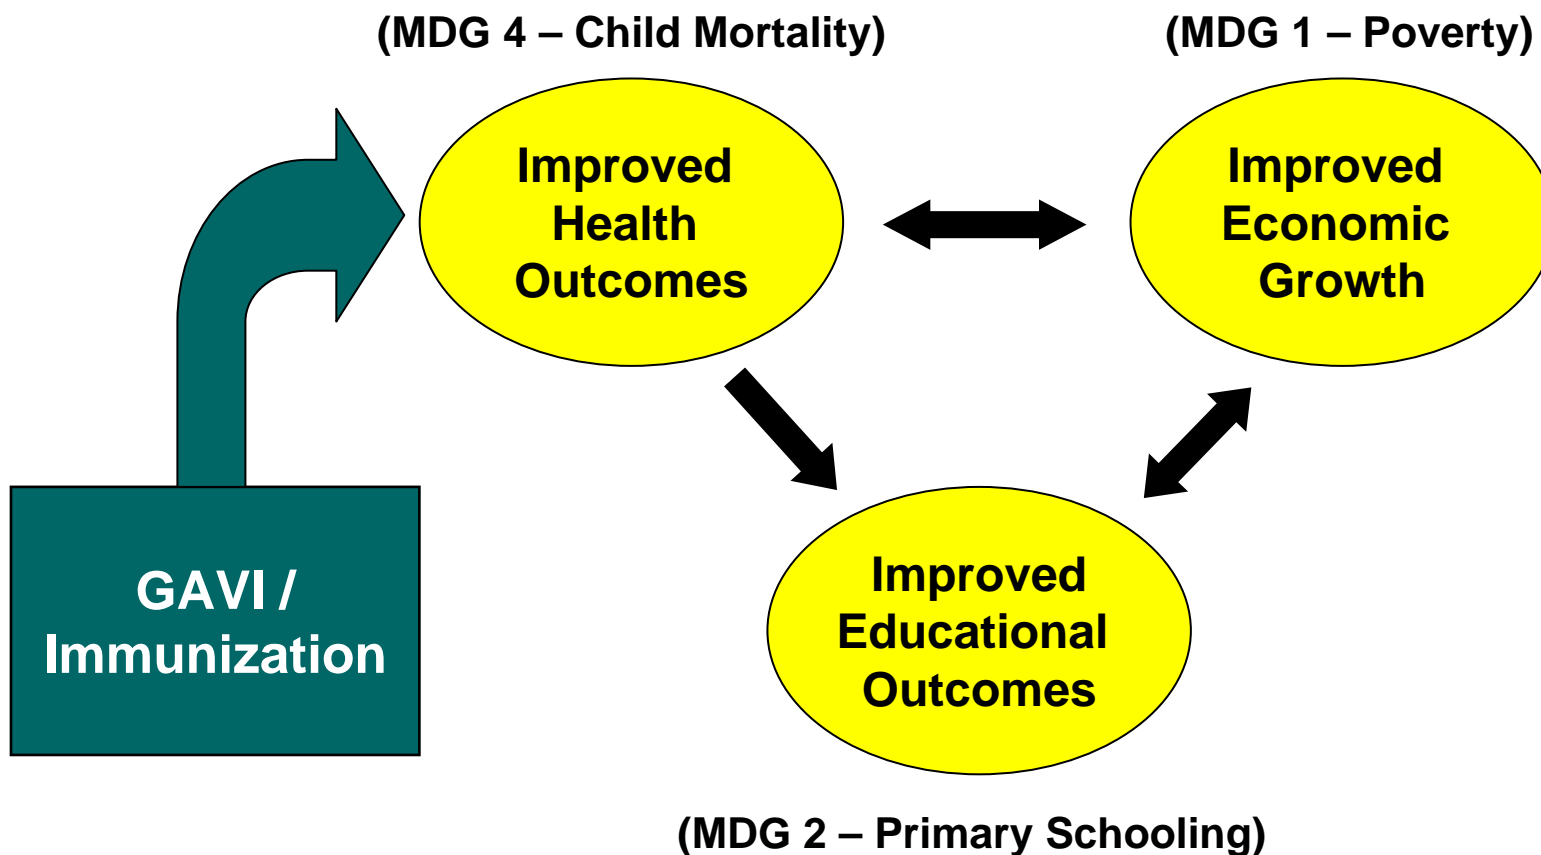 (MDG 4 – Child Mortality)
(MDG 1 – Poverty)
Improved
Health
Outcomes
Improved
Economic
Growth
GAVI /
Immunization
Improved
Educational
Outcomes
(MDG 2 – Primary Schooling)